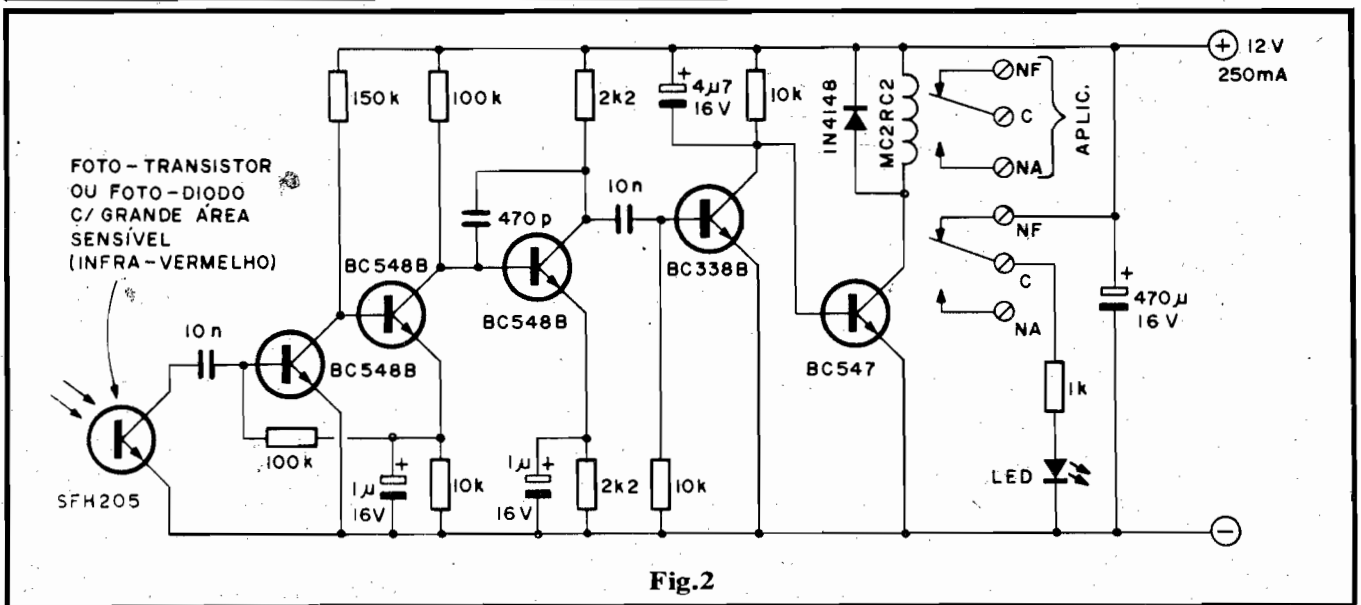 150k
100k
2k2
4µ7
16V
10k
IN4148
MC2RC2
NF
C
NA
APLIC.
+ 12V
250mA
FOTO-TRANSISTOR
OU FOTO-DIODO
C/ GRANDE ÁREA
SENSÍVEL
(INFRA-VERMELHO)
BC548B
470p
10n
BC338B
BC548B
10n
BC548B
NF
C
NA
+
470µ
16V
BC547
SFH205
100k
+
1µ
16V
10k
+
1µ
16V
2k2
10k
1k
LED
−
Fig.2